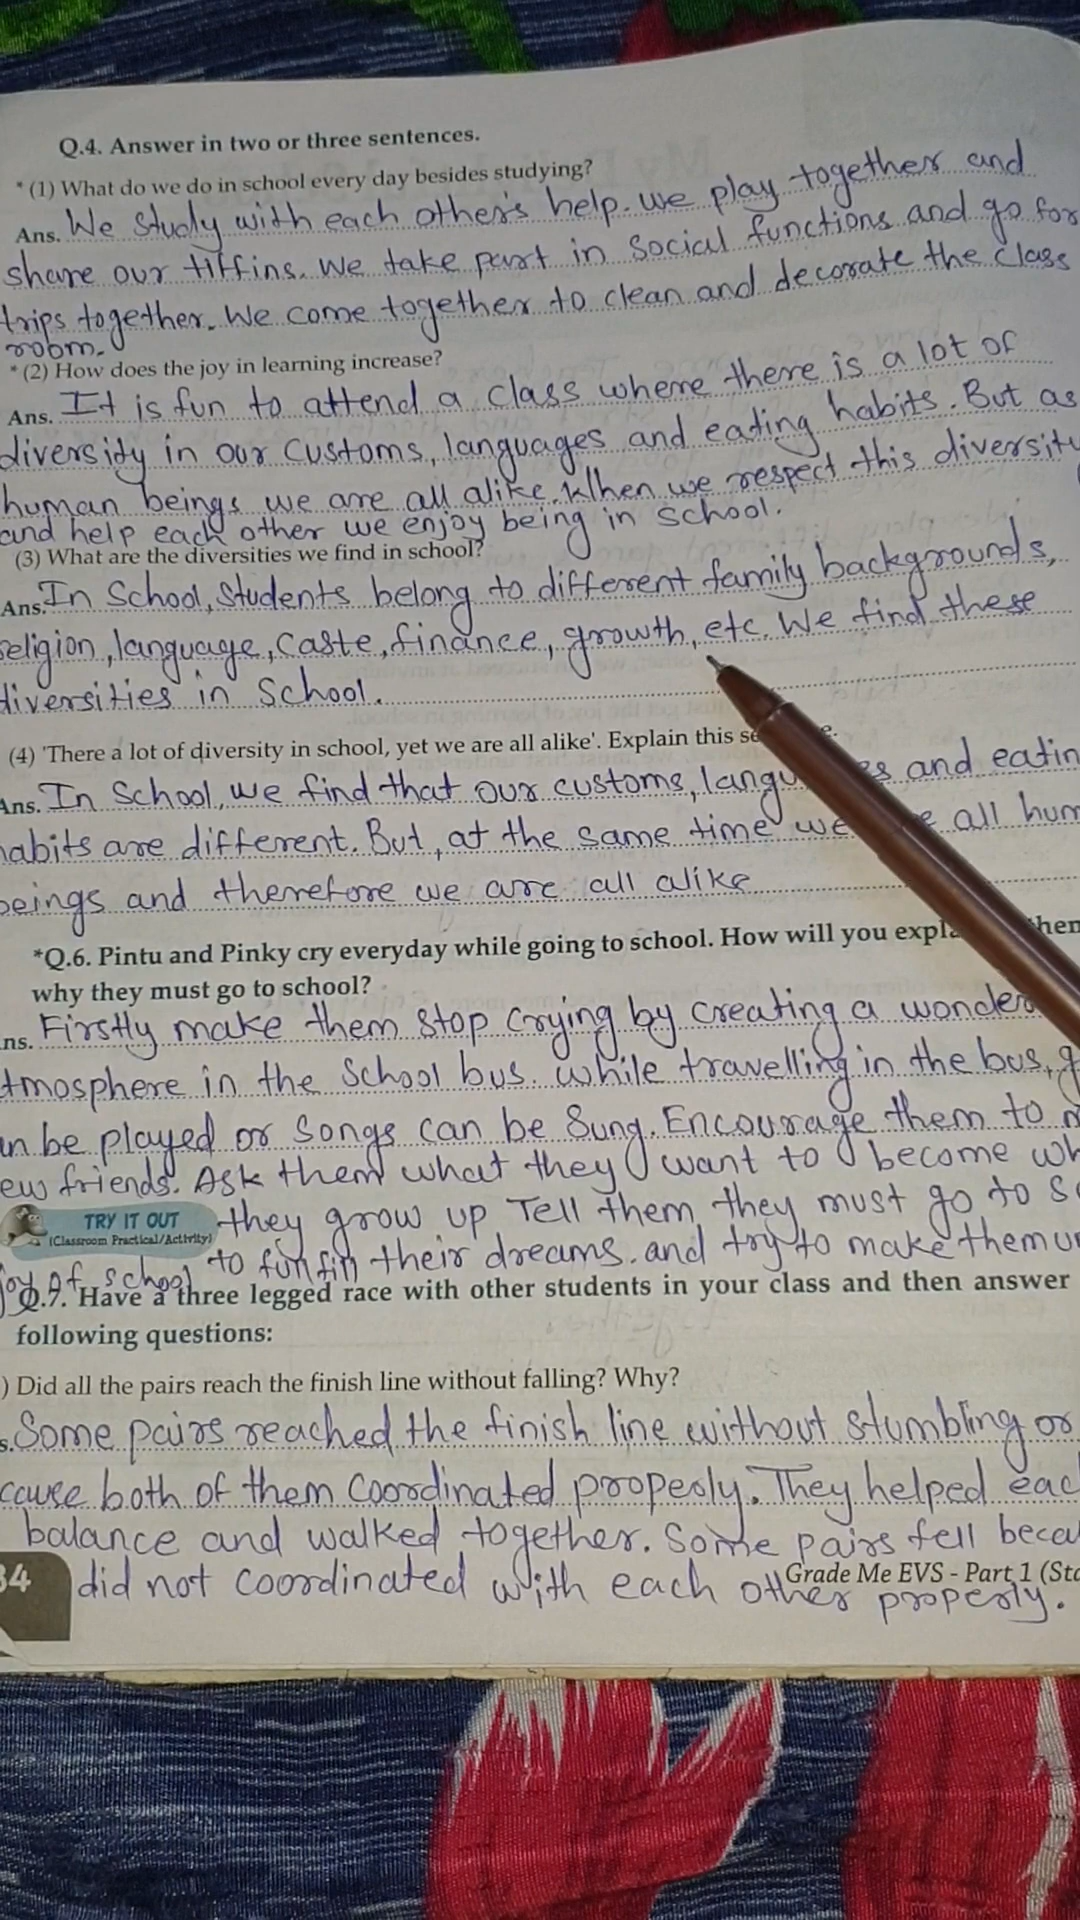 Q.4. Answer in two or three sentences.
* (1) What do we do in school every day besides studying?
Ans. We study with each other's help. we play together and
share our tiffins. We take part in social functions and go for
trips together. We come together to clean and decorate the class
room.
* (2) How does the joy in learning increase?
Ans. It is fun to attend a class where there is a lot of
diversity in our customs, languages and eating habits. But as
human beings we are all alike. When we respect this diversity
and help each other we enjoy being in school.
(3) What are the diversities we find in school?
Ans. In School, Students belong to different family backgrounds,
religion, language, caste, finance, growth, etc. We find these
diversities in School.
(4) 'There a lot of diversity in school, yet we are all alike'. Explain this
Ans. In School, we find that our customs, and eatin
habits are different. But, at the same time we all hum
beings and therefore we are all alike
*Q.6. Pintu and Pinky cry everyday while going to school. How will you
why they must go to school?
ns. Firstly make them stop crying by creating a wonder
tmosphere in the School bus. while travelling in the bus, g
n be played or songs can be Sung. Encourage them to
ew friends. Ask them what they want to become wh
TRY IT OUT they grow up Tell them they must go to s
(Classroom Practical/Activity)
to their dreams. and try to make them
joy of school
Q.7. Have a three legged race with other students in your class and then answer
following questions:
) Did all the pairs reach the finish line without falling? Why?
s. Some pairs reached the finish line without stumbling or
cause both of them coordinated properly. They helped eac
balance and walked together. Some pairs fell beca
34 did not coordinated with each other properly.
Grade Me EVS - Part 1 (Sta